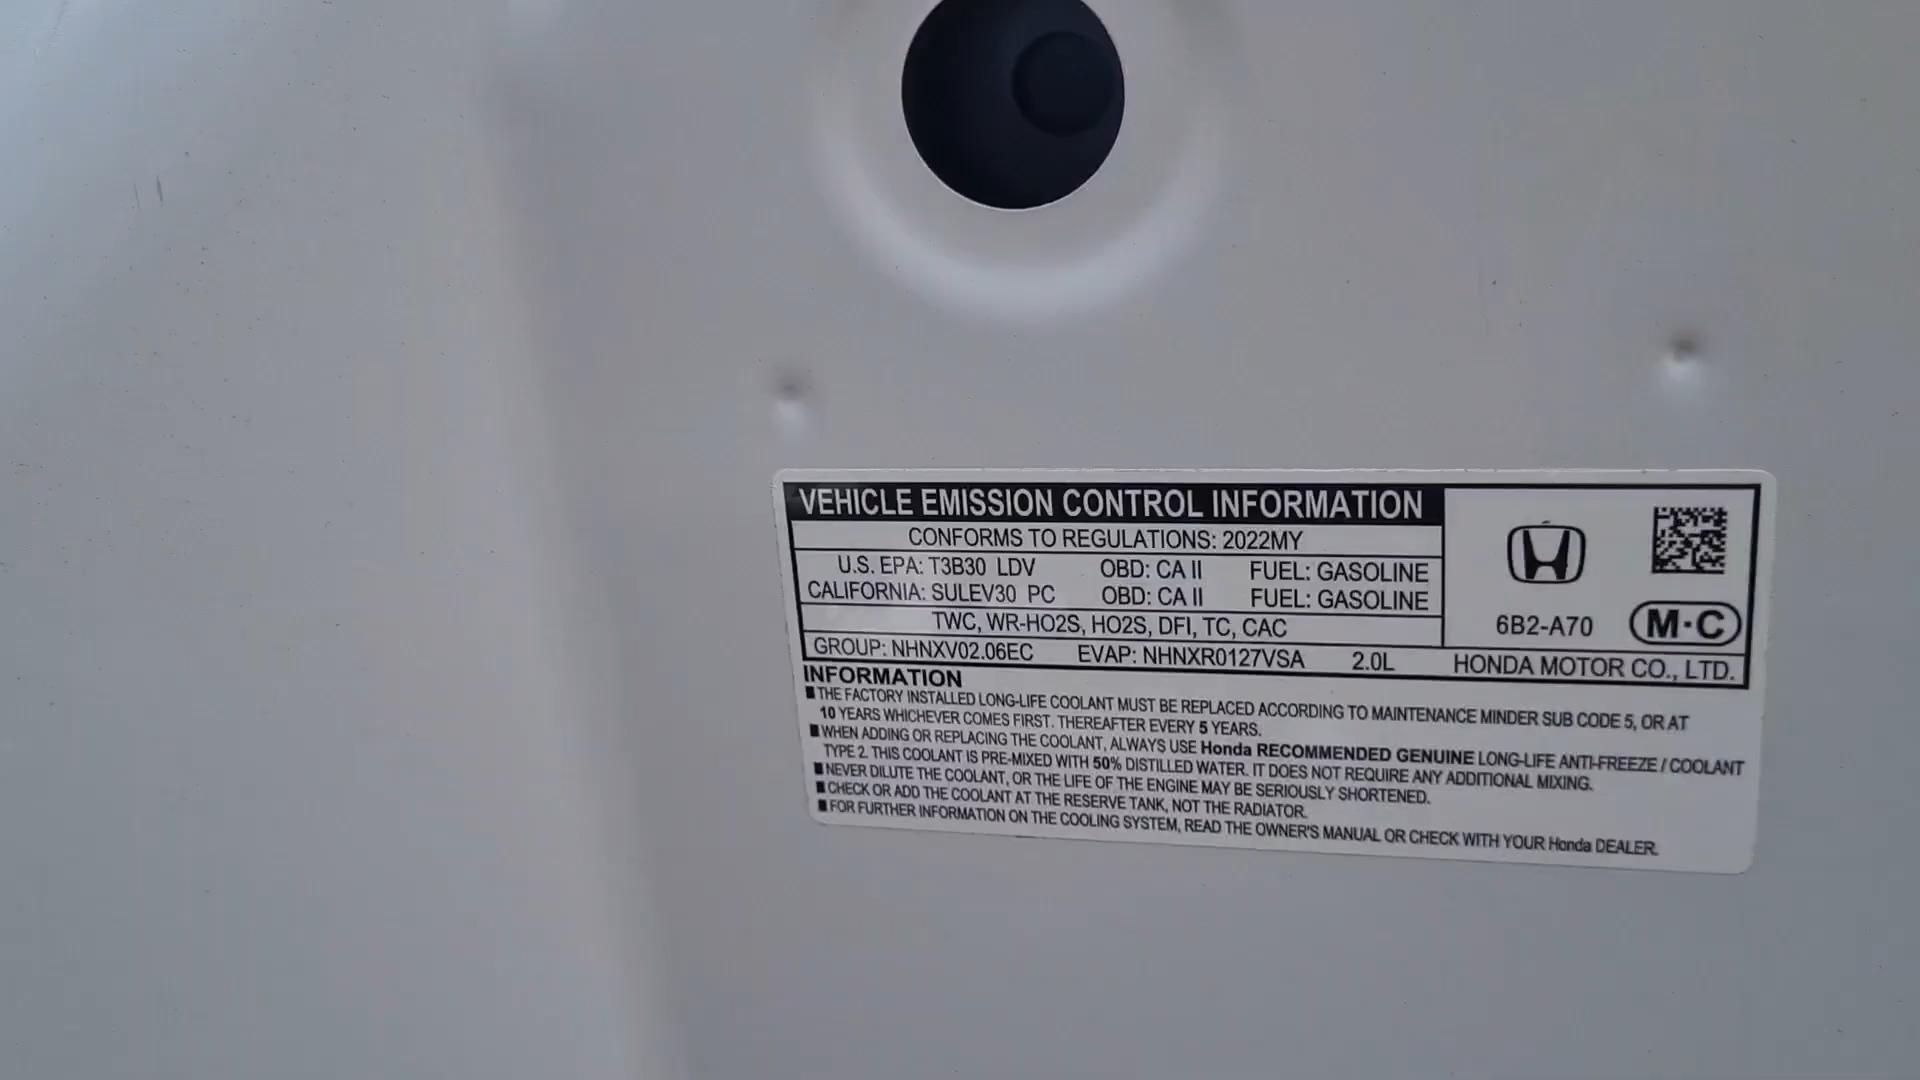 VEHICLE EMISSION CONTROL INFORMATION
CONFORMS TO REGULATIONS: 2022MY
U.S. EPA: T3B30 LDV OBD: CA II FUEL: GASOLINE
CALIFORNIA: SULEV30 PC OBD: CA II FUEL: GASOLINE
TWC, WR-HO2S, HO2S, DFI, TC, CAC
6B2-A70 M·C
GROUP: NHNXV02.06EC EVAP: NHNXR0127VSA 2.0L HONDA MOTOR CO., LTD.
INFORMATION
■THE FACTORY INSTALLED LONG-LIFE COOLANT MUST BE REPLACED ACCORDING TO MAINTENANCE MINDER SUB CODE 5, OR AT
10 YEARS WHICHEVER COMES FIRST. THEREAFTER EVERY 5 YEARS.
■WHEN ADDING OR REPLACING THE COOLANT, ALWAYS USE Honda RECOMMENDED GENUINE LONG-LIFE ANTI-FREEZE / COOLANT
TYPE 2. THIS COOLANT IS PRE-MIXED WITH 50% DISTILLED WATER. IT DOES NOT REQUIRE ANY ADDITIONAL MIXING.
■NEVER DILUTE THE COOLANT, OR THE LIFE OF THE ENGINE MAY BE SERIOUSLY SHORTENED.
■CHECK OR ADD THE COOLANT AT THE RESERVE TANK, NOT THE RADIATOR.
■FOR FURTHER INFORMATION ON THE COOLING SYSTEM, READ THE OWNER'S MANUAL OR CHECK WITH YOUR Honda DEALER.